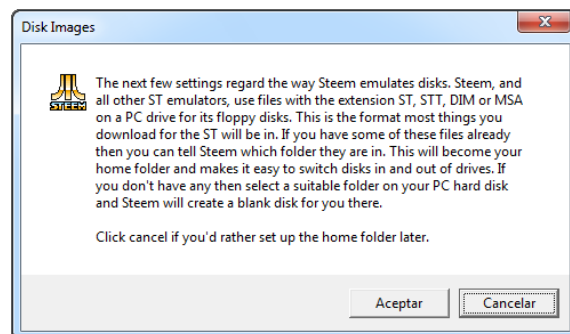 Disk Images
The next few settings regard the way Steem emulates disks. Steem, and
all other ST emulators, use files with the extension ST, STT, DIM or MSA
on a PC drive for its floppy disks. This is the format most things you
download for the ST will be in. If you have some of these files already
then you can tell Steem which folder they are in. This will become your
home folder and makes it easy to switch disks in and out of drives. If
you don't have any then select a suitable folder on your PC hard disk
and Steem will create a blank disk for you there.
Click cancel if you'd rather set up the home folder later.
STEEM
Aceptar
Cancelar